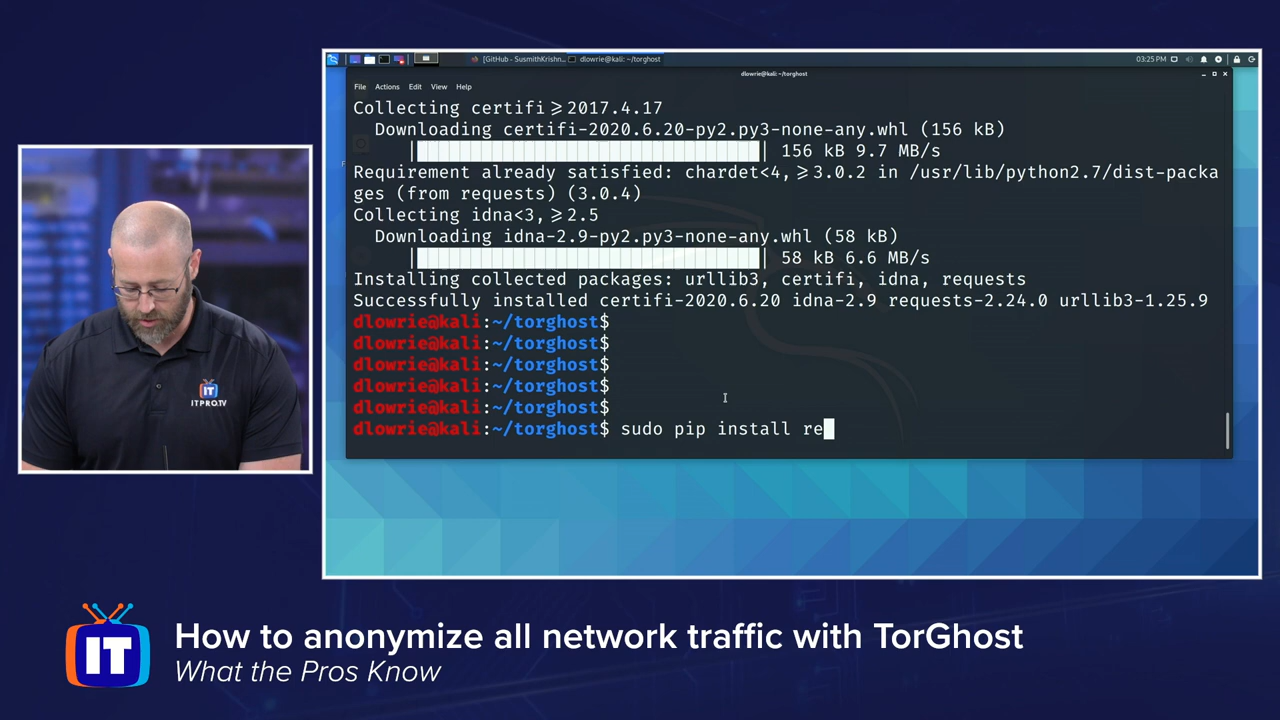 [GitHub - SusmithKrishn...
dlowrie@kali: ~/torghost
03:25 PM
dlowrie@kali: ~/torghost
File Actions Edit View Help
Collecting certifi≥2017.4.17
Downloading certifi-2020.6.20-py2.py3-none-any.whl (156 kB)
| | 156 kB 9.7 MB/s
Requirement already satisfied: chardet<4,≥3.0.2 in /usr/lib/python2.7/dist-packa
ges (from requests) (3.0.4)
Collecting idna<3,≥2.5
Downloading idna-2.9-py2.py3-none-any.whl (58 kB)
| | 58 kB 6.6 MB/s
Installing collected packages: urllib3, certifi, idna, requests
Successfully installed certifi-2020.6.20 idna-2.9 requests-2.24.0 urllib3-1.25.9
dlowrie@kali:~/torghost$
dlowrie@kali:~/torghost$
dlowrie@kali:~/torghost$
dlowrie@kali:~/torghost$
dlowrie@kali:~/torghost$
dlowrie@kali:~/torghost$ sudo pip install re
IT
ITPRO.TV
IT
How to anonymize all network traffic with TorGhost
What the Pros Know